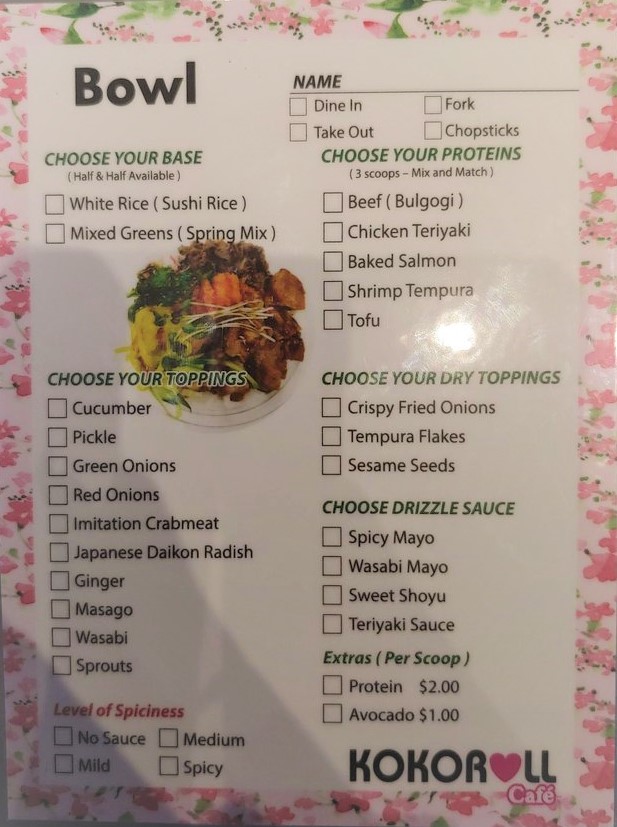 Bowl
NAME
Dine In
Fork
Take Out
Chopsticks
CHOOSE YOUR BASE
( Half & Half Available )
White Rice ( Sushi Rice )
Mixed Greens ( Spring Mix )
CHOOSE YOUR PROTEINS
( 3 scoops – Mix and Match )
Beef ( Bulgogi )
Chicken Teriyaki
Baked Salmon
Shrimp Tempura
Tofu
CHOOSE YOUR TOPPINGS
Cucumber
Pickle
Green Onions
Red Onions
Imitation Crabmeat
Japanese Daikon Radish
Ginger
Masago
Wasabi
Sprouts
CHOOSE YOUR DRY TOPPINGS
Crispy Fried Onions
Tempura Flakes
Sesame Seeds
CHOOSE DRIZZLE SAUCE
Spicy Mayo
Wasabi Mayo
Sweet Shoyu
Teriyaki Sauce
Extras ( Per Scoop )
Protein $2.00
Avocado $1.00
Level of Spiciness
No Sauce
Medium
Mild
Spicy
KOKOR♥LL
Café